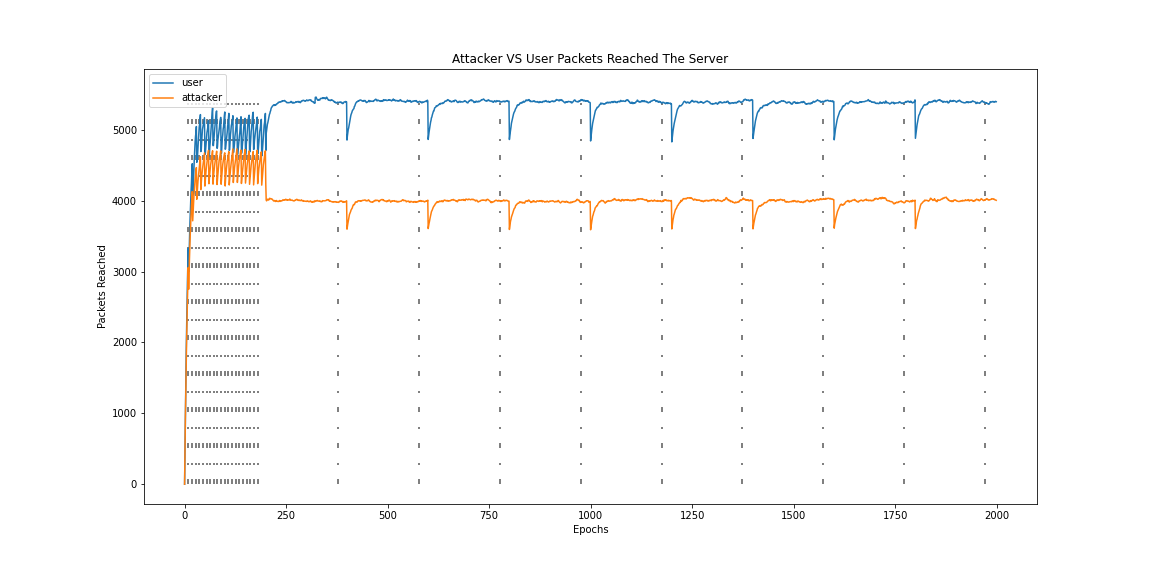 Attacker VS User Packets Reached The Server
user
attacker
Packets Reached
5000
4000
3000
2000
1000
0
0 250 500 750 1000 1250 1500 1750 2000
Epochs